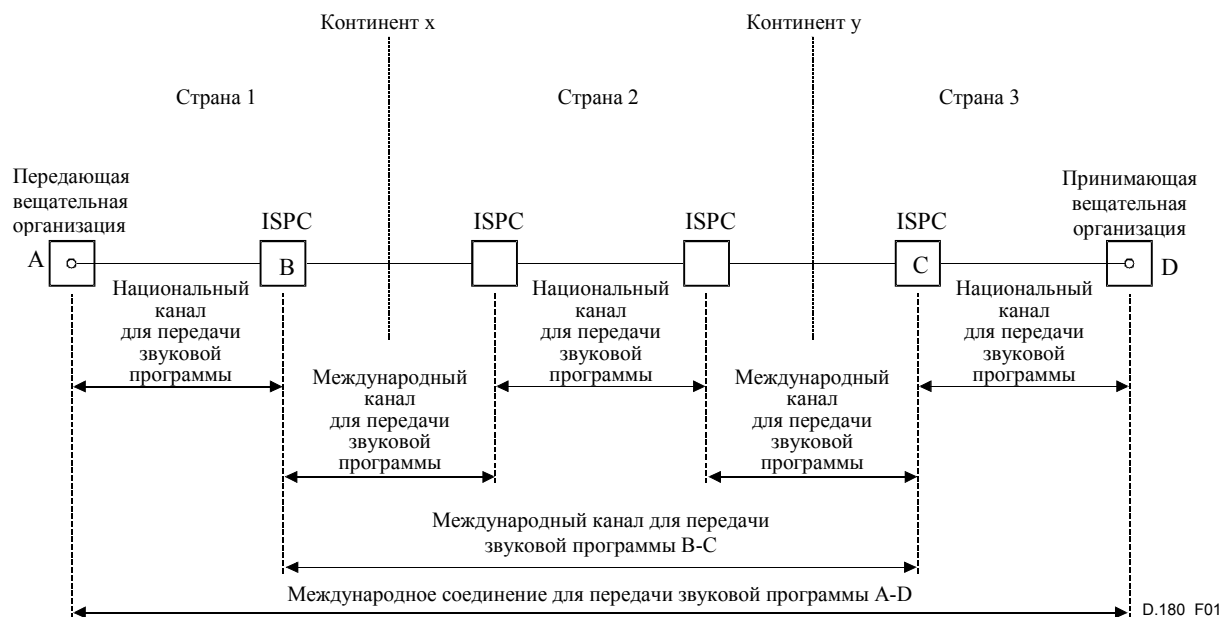 Континент x
Континент y
Страна 1
Страна 2
Страна 3
Передающая
вещательная
организация
Принимающая
вещательная
организация
ISPC
ISPC
ISPC
ISPC
A
B
C
D
Национальный
канал
для передачи
звуковой
программы
Национальный
канал
для передачи
звуковой
программы
Национальный
канал
для передачи
звуковой
программы
Международный
канал
для передачи
звуковой
программы
Международный
канал
для передачи
звуковой
программы
Международный канал для передачи
звуковой программы B-C
Международное соединение для передачи звуковой программы A-D
D.180_F01